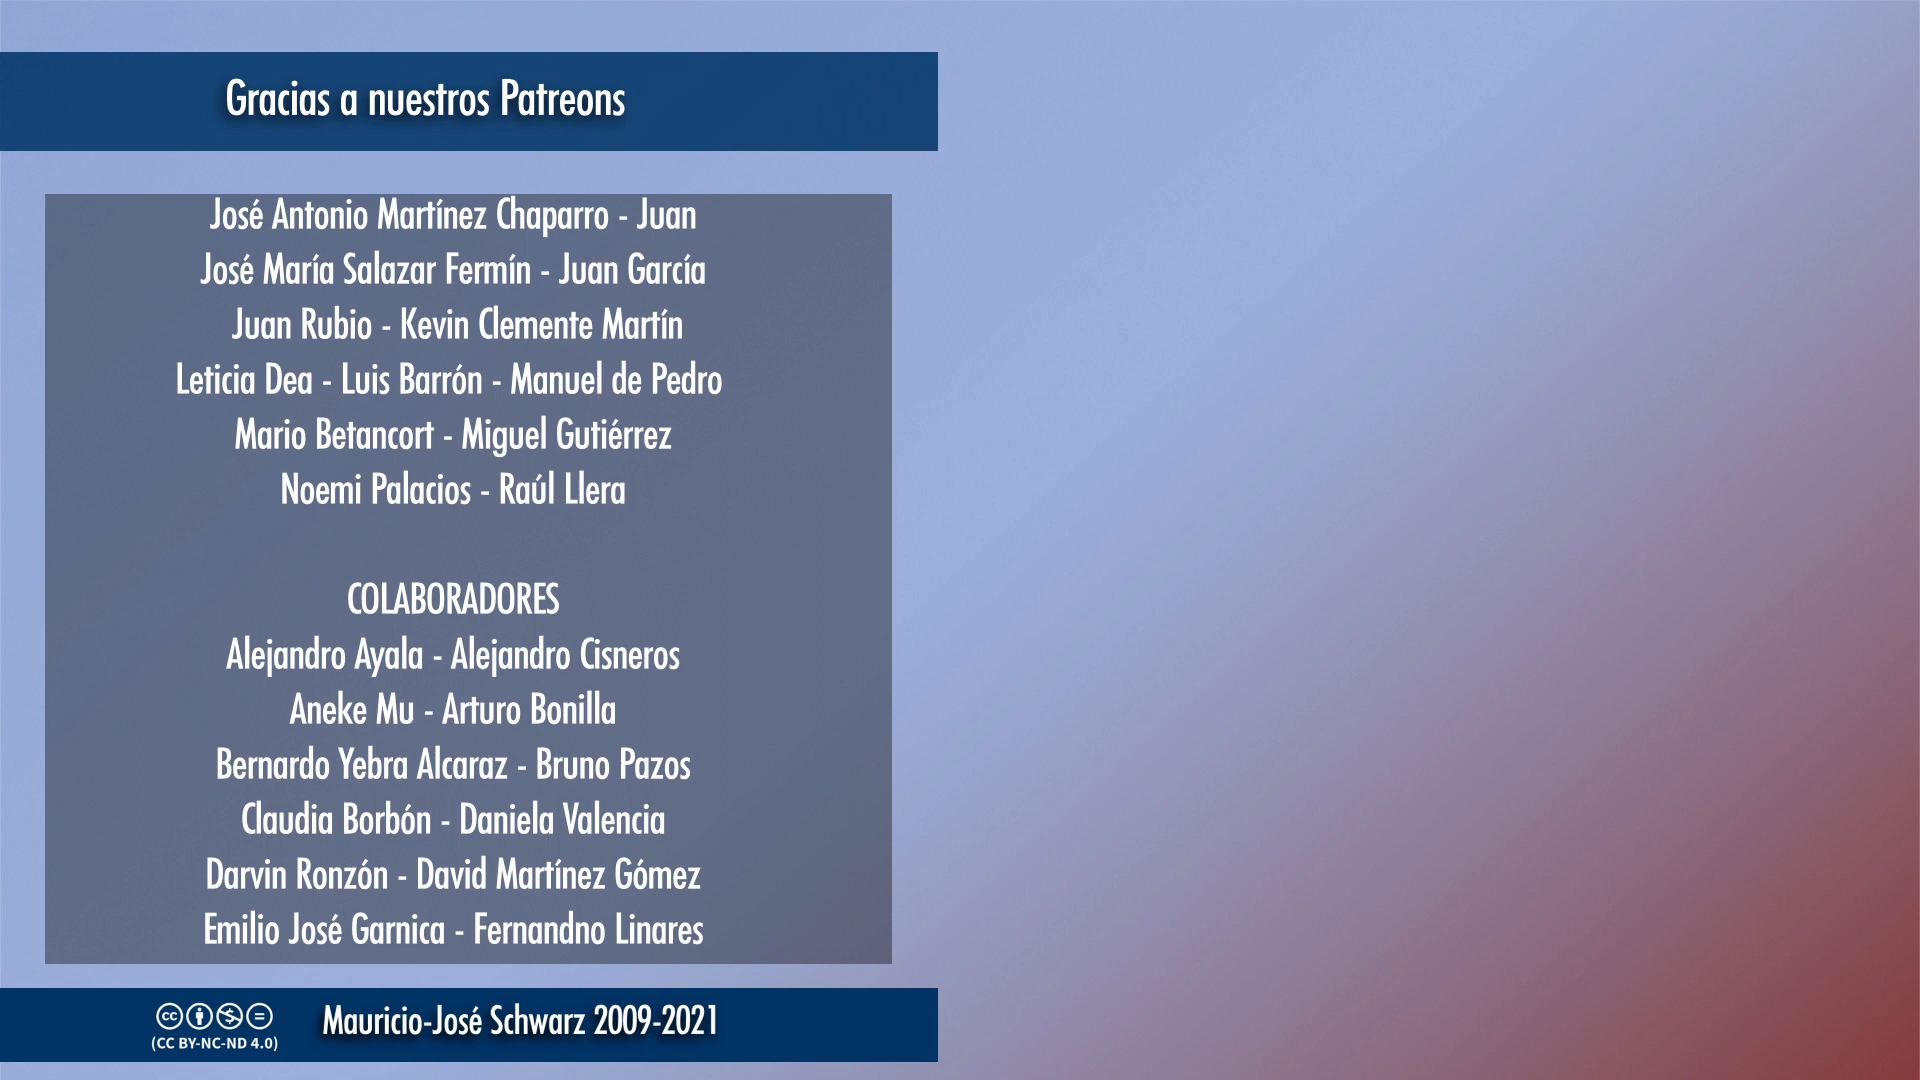 Gracias a nuestros Patreons
José Antonio Martínez Chaparro - Juan
José María Salazar Fermín - Juan García
Juan Rubio - Kevin Clemente Martín
Leticia Dea - Luis Barrón - Manuel de Pedro
Mario Betancort - Miguel Gutiérrez
Noemi Palacios - Raúl Llera
COLABORADORES
Alejandro Ayala - Alejandro Cisneros
Aneke Mu - Arturo Bonilla
Bernardo Yebra Alcaraz - Bruno Pazos
Claudia Borbón - Daniela Valencia
Darvin Ronzón - David Martínez Gómez
Emilio José Garnica - Fernandno Linares
cc
(CC BY-NC-ND 4.0)
Mauricio-José Schwarz 2009-2021